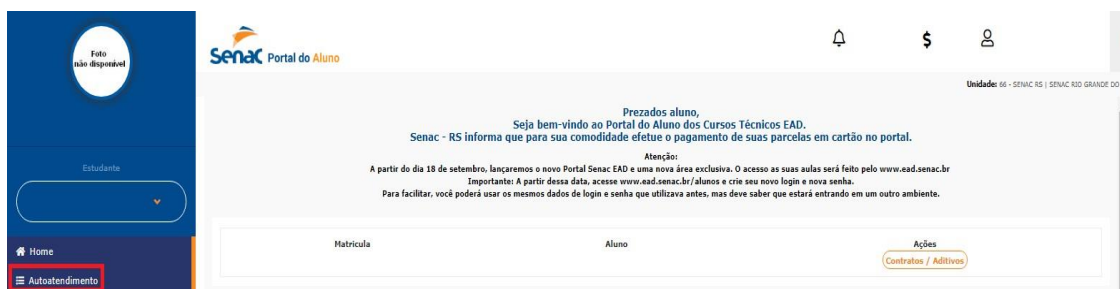 Foto
não disponível
Senac Portal do Aluno
$
Unidade: 66 - SENAC RS | SENAC RIO GRANDE DO
Prezados aluno,
Seja bem-vindo ao Portal do Aluno dos Cursos Técnicos EAD.
Senac - RS informa que para sua comodidade efetue o pagamento de suas parcelas em cartão no portal.
Atenção:
A partir do dia 18 de setembro, lançaremos o novo Portal Senac EAD e uma nova área exclusiva. O acesso as suas aulas será feito pelo www.ead.senac.br
Importante: A partir dessa data, acesse www.ead.senac.br/alunos e crie seu novo login e nova senha.
Para facilitar, você poderá usar os mesmos dados de login e senha que utilizava antes, mas deve saber que estará entrando em um outro ambiente.
Estudante
Matricula Aluno Ações
Contratos / Aditivos
Home
Autoatendimento